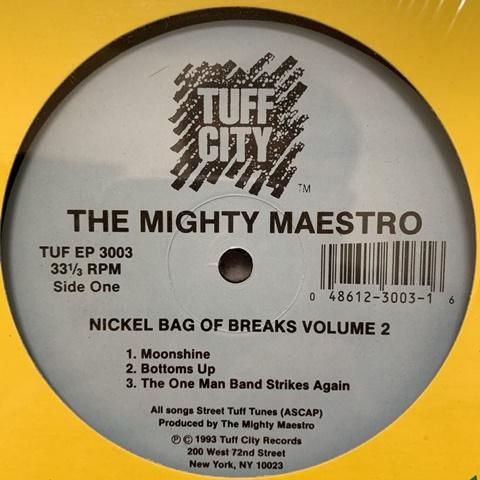 TUFF
CITY
TM
THE MIGHTY MAESTRO
TUF EP 3003
33⅓ RPM
Side One
0 48612-3003-1 6
NICKEL BAG OF BREAKS VOLUME 2
1. Moonshine
2. Bottoms Up
3. The One Man Band Strikes Again
All songs Street Tuff Tunes (ASCAP)
Produced by The Mighty Maestro
℗ © 1993 Tuff City Records
200 West 72nd Street
New York, NY 10023